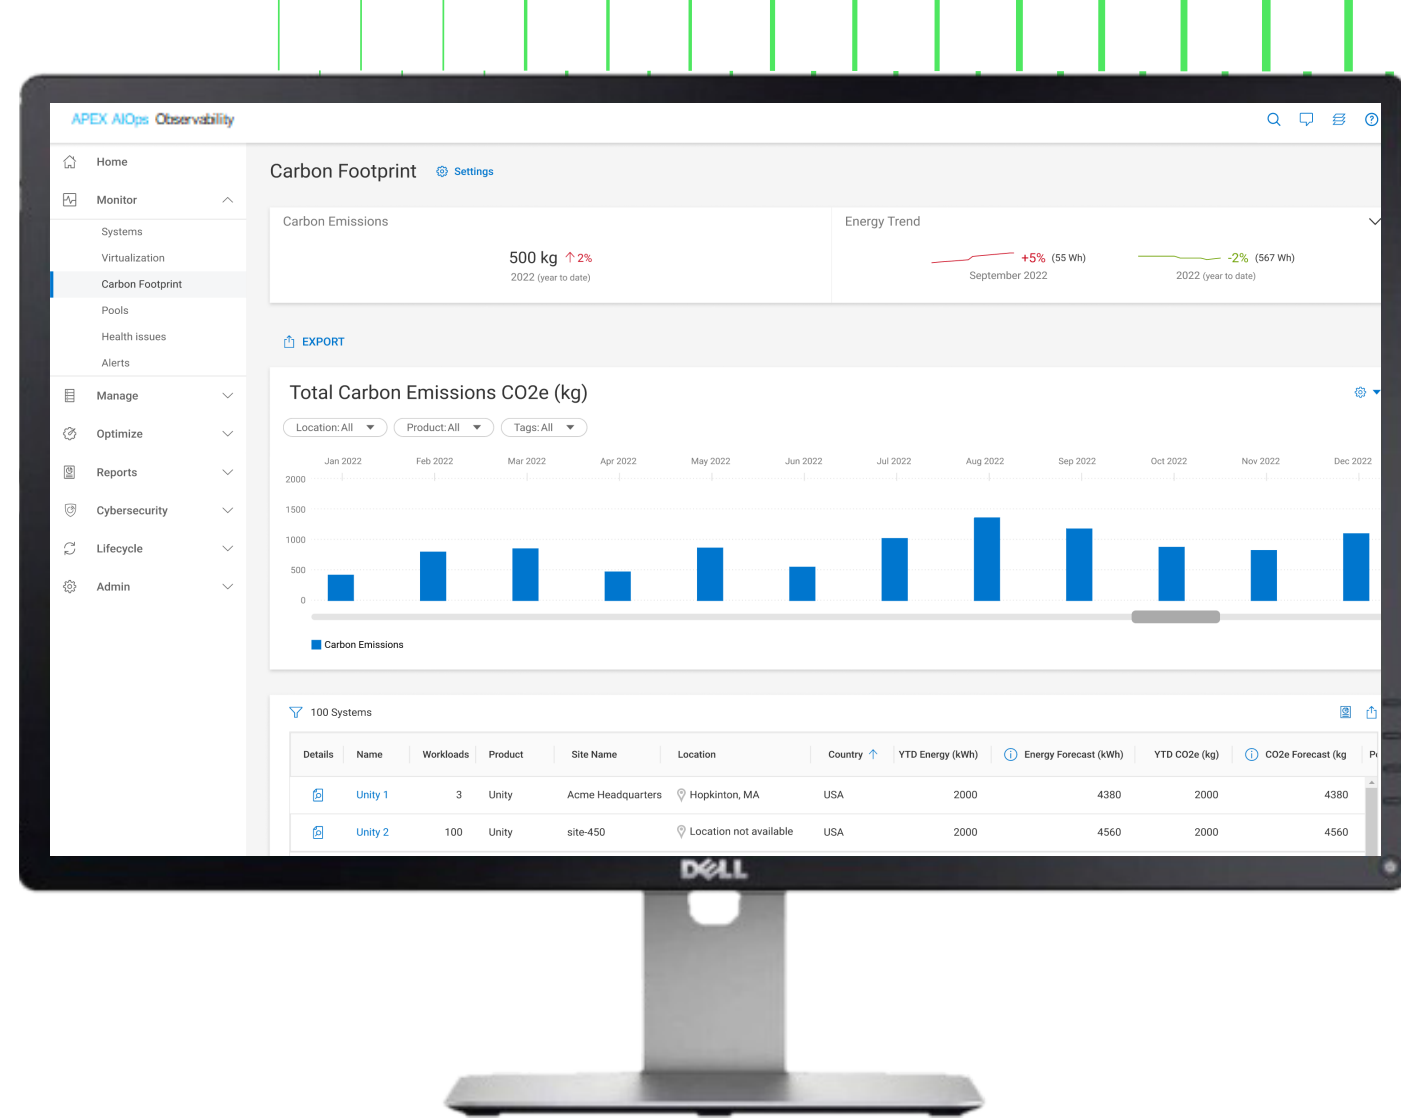 APEX AIOps Observability
Home
Monitor
Systems
Virtualization
Carbon Footprint
Pools
Health issues
Alerts
Manage
Optimize
Reports
Cybersecurity
Lifecycle
Admin
Carbon Footprint Settings
Carbon Emissions
500 kg ↑ 2%
2022 (year to date)
Energy Trend
+5% (55 Wh)
September 2022
-2% (567 Wh)
2022 (year to date)
EXPORT
Total Carbon Emissions CO2e (kg)
Location: All Product: All Tags: All
Jan 2022 Feb 2022 Mar 2022 Apr 2022 May 2022 Jun 2022 Jul 2022 Aug 2022 Sep 2022 Oct 2022 Nov 2022 Dec 2022
2000
1500
1000
500
0
Carbon Emissions
100 Systems
Details Name Workloads Product Site Name Location Country ↑ YTD Energy (kWh) Energy Forecast (kWh) YTD CO2e (kg) CO2e Forecast (kg
Unity 1 3 Unity Acme Headquarters Hopkinton, MA USA 2000 4380 2000 4380
Unity 2 100 Unity site-450 Location not available USA 2000 4560 2000 4560
DELL